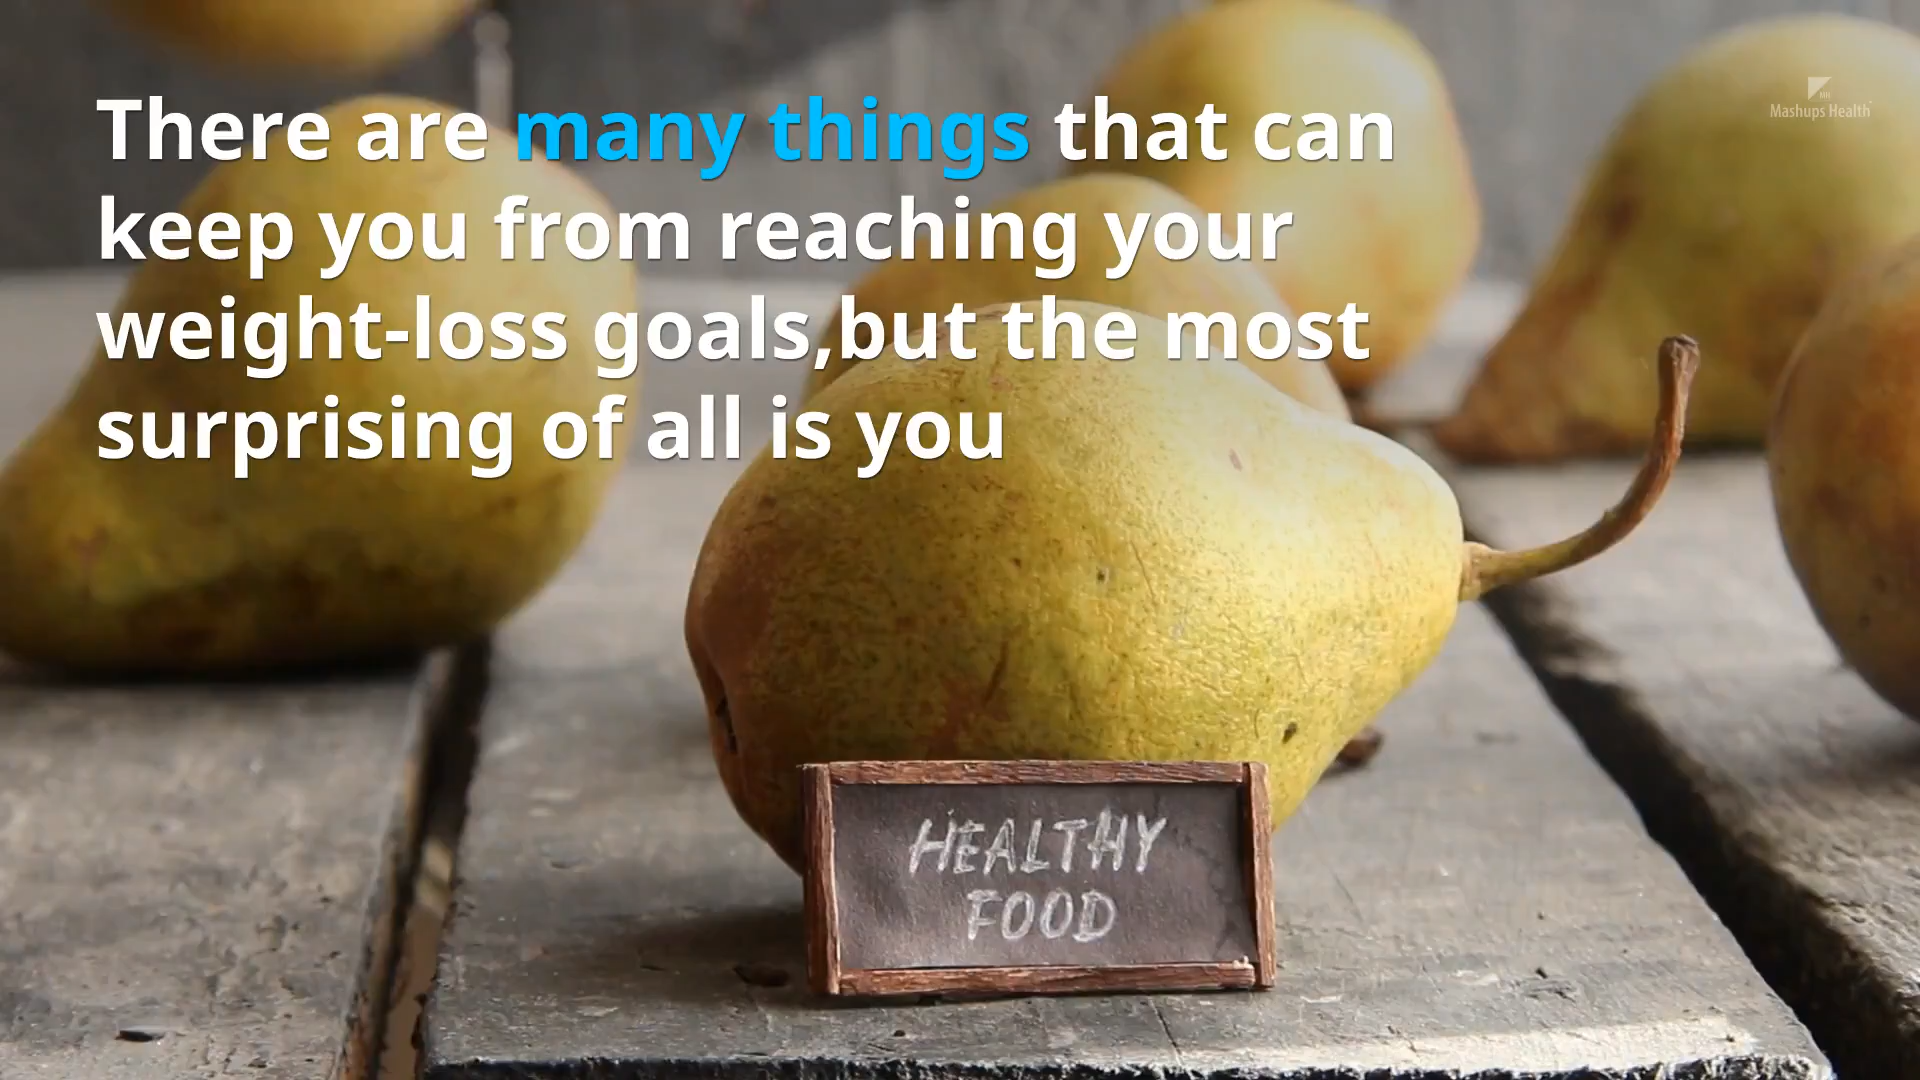 There are many things that can
keep you from reaching your
weight-loss goals,but the most
surprising of all is you
MH
Mashups Health
HEALTHY
FOOD